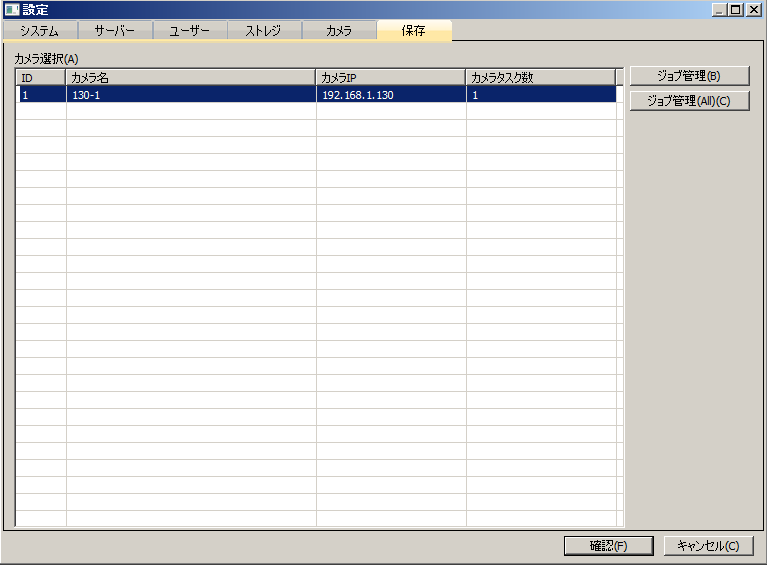 設定
システム サーバー ユーザー ストレジ カメラ 保存
カメラ選択(A)
ID カメラ名 カメラIP カメラタスク数
1 130-1 192.168.1.130 1
ジョブ管理(B)
ジョブ管理(All)(C)
確認(F) キャンセル(C)